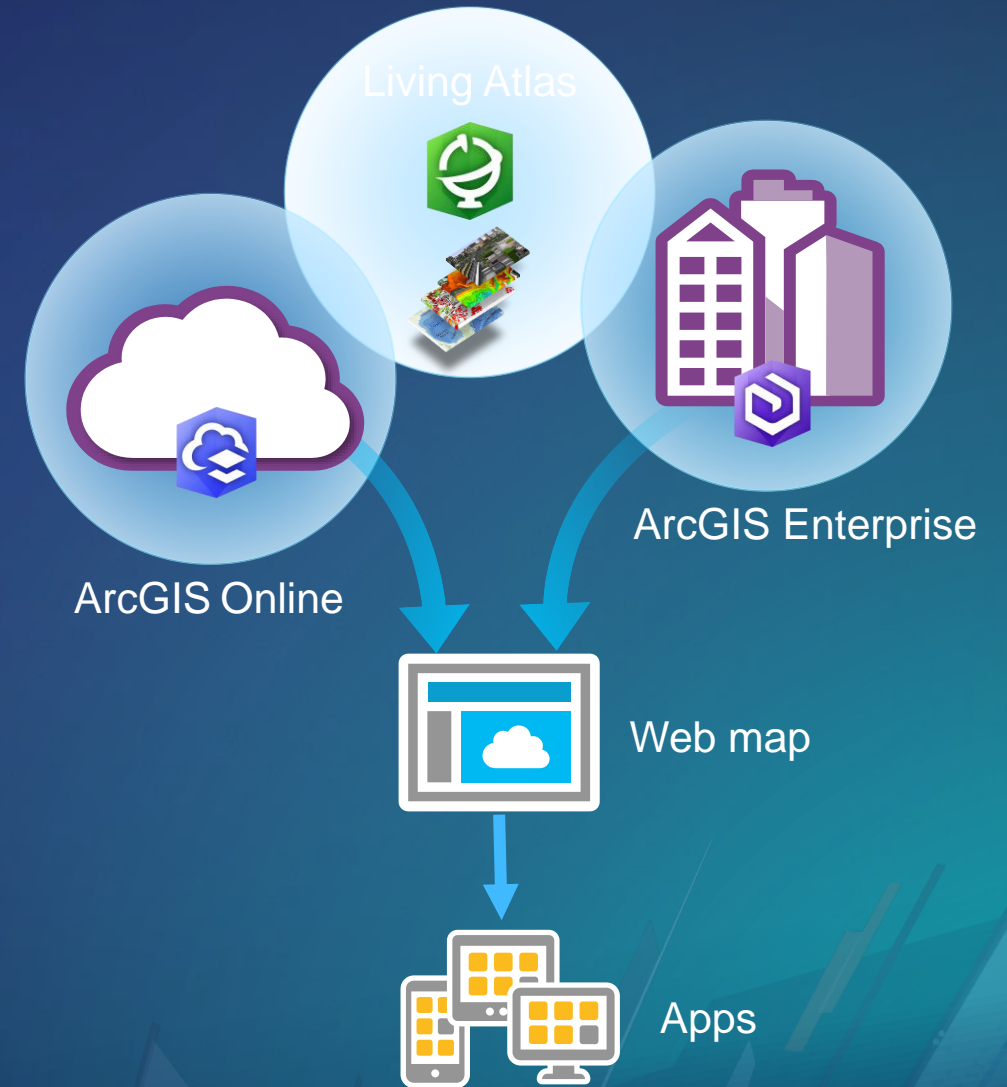 Living Atlas
ArcGIS Enterprise
ArcGIS Online
Web map
Apps